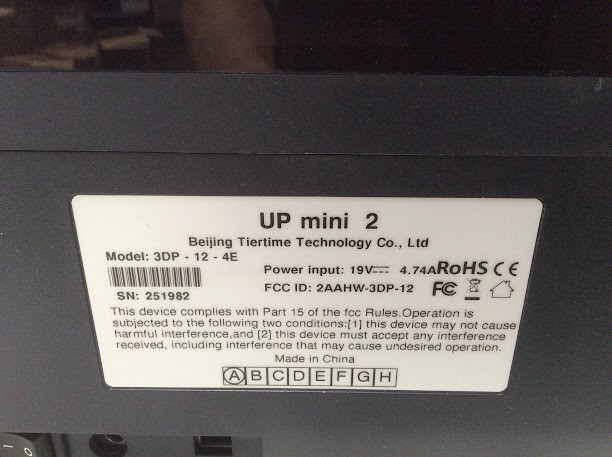 UP mini 2
Beijing Tiertime Technology Co., Ltd
Model: 3DP - 12 - 4E
Power input: 19V⎓ 4.74A RoHS CE
FCC ID: 2AAHW-3DP-12 FC
SN: 251982
This device complies with Part 15 of the fcc Rules.Operation is
subjected to the following two conditions:[1] this device may not cause
harmful interference,and [2] this device must accept any interference
received, including interference that may cause undesired operation.
Made in China
A B C D E F G H